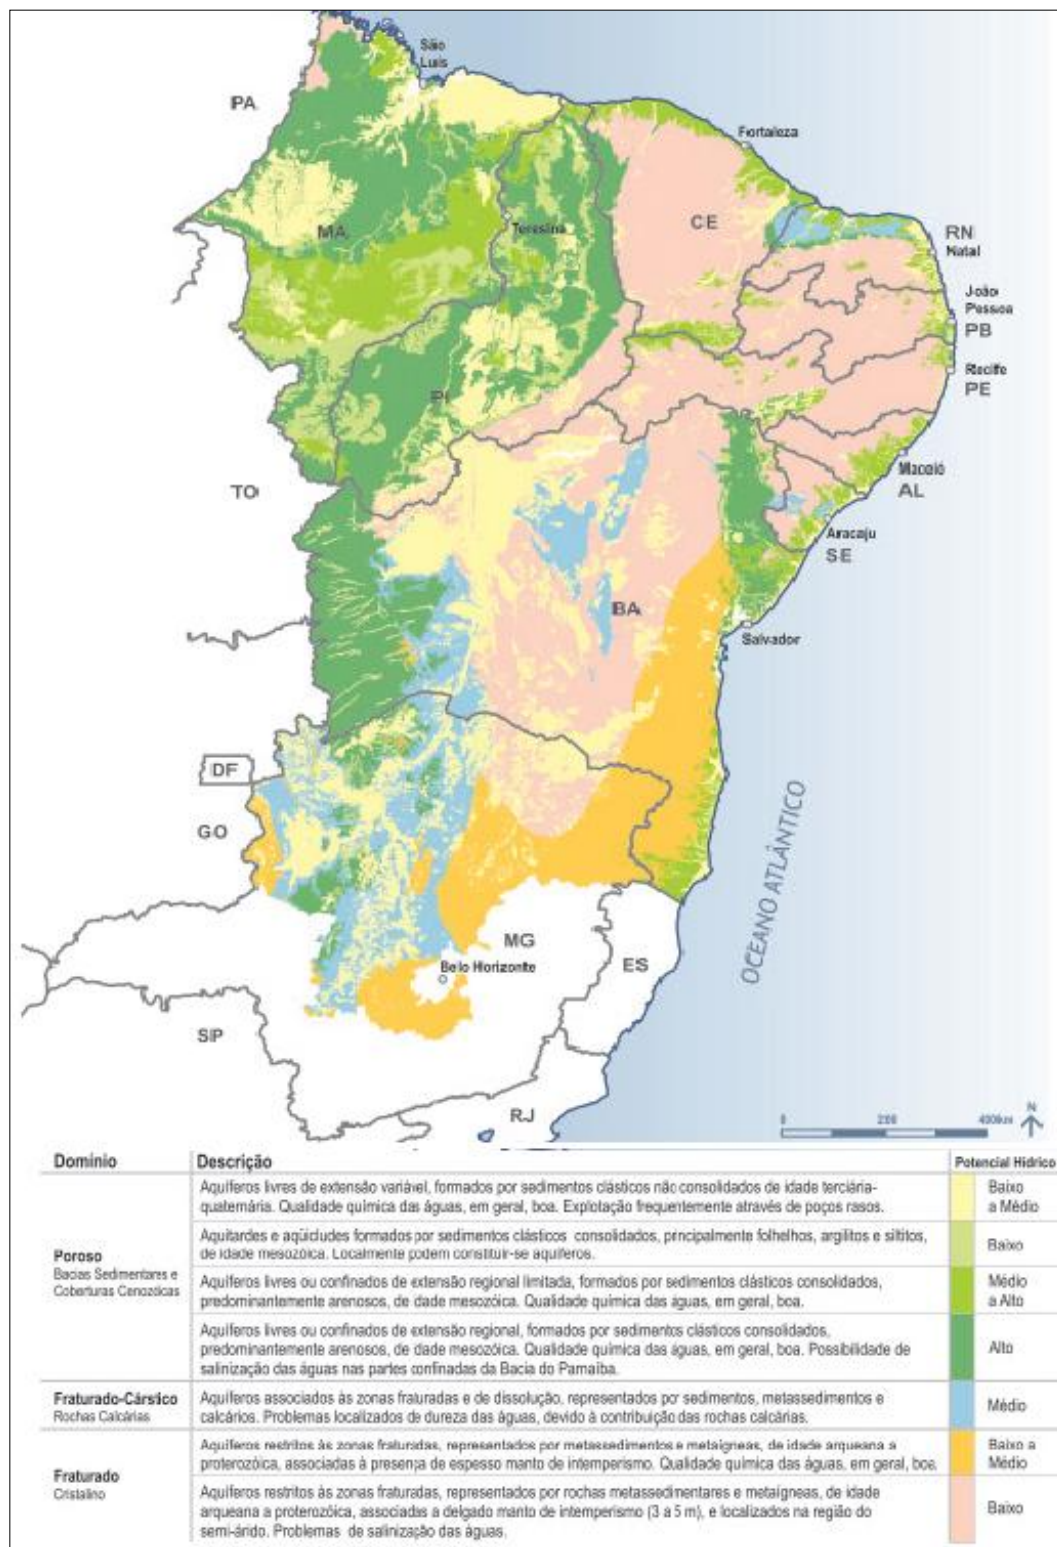 São
Luís
PA
Fortaleza
CE
RN
Natal
MA
Teresina
João
Pessoa
PB
Recife
PE
PI
Maceió
AL
TO
Aracaju
SE
BA
Salvador
DF
GO
OCEANO ATLÂNTICO
MG
Belo Horizonte
ES
SP
RJ
N
0 200 400km
Domínio Descrição Potencial Hídrico
Aquíferos livres de extensão variável, formados por sedimentos clásticos não consolidados de idade terciária-
quaternária. Qualidade química das águas, em geral, boa. Explotação frequentemente através de poços rasos.
Baixo
a Médio
Poroso
Bacias Sedimentares e
Coberturas Cenozóicas
Aquitardes e aqüicludes formados por sedimentos clásticos consolidados, principalmente folhelhos, argilitos e siltitos,
de idade mesozóica. Localmente podem constituir-se aquíferos.
Baixo
Aquíferos livres ou confinados de extensão regional limitada, formados por sedimentos clásticos consolidados,
predominantemente arenosos, de idade mesozóica. Qualidade química das águas, em geral, boa.
Médio
a Alto
Aquíferos livres ou confinados de extensão regional, formados por sedimentos clásticos consolidados,
predominantemente arenosos, de idade mesozóica. Qualidade química das águas, em geral, boa. Possibilidade de
salinização das águas nas partes confinadas da Bacia do Parnaíba.
Alto
Fraturado-Cárstico
Rochas Calcárias
Aquíferos associados às zonas fraturadas e de dissolução, representados por sedimentos, metassedimentos e
calcários. Problemas localizados de dureza das águas, devido à contribuição das rochas calcárias.
Médio
Fraturado
Cristalino
Aquíferos restritos às zonas fraturadas, representados por metassedimentos e metaígneas, de idade arqueana a
proterozóica, associadas à presença de espesso manto de intemperismo. Qualidade química das águas, em geral, boa.
Baixo a
Médio
Aquíferos restritos às zonas fraturadas, representados por rochas metassedimentares e metaígneas, de idade
arqueana a proterozóica, associadas a delgado manto de intemperismo (3 a 5 m), e localizados na região do
semi-árido. Problemas de salinização das águas.
Baixo